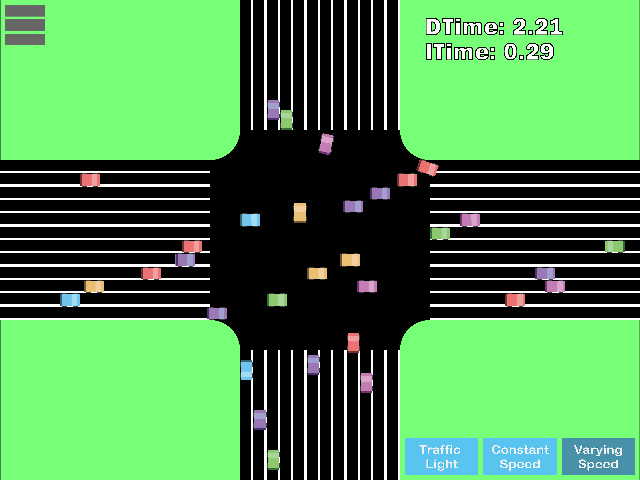 DTime: 2.21
ITime: 0.29
Traffic
Light
Constant
Speed
Varying
Speed